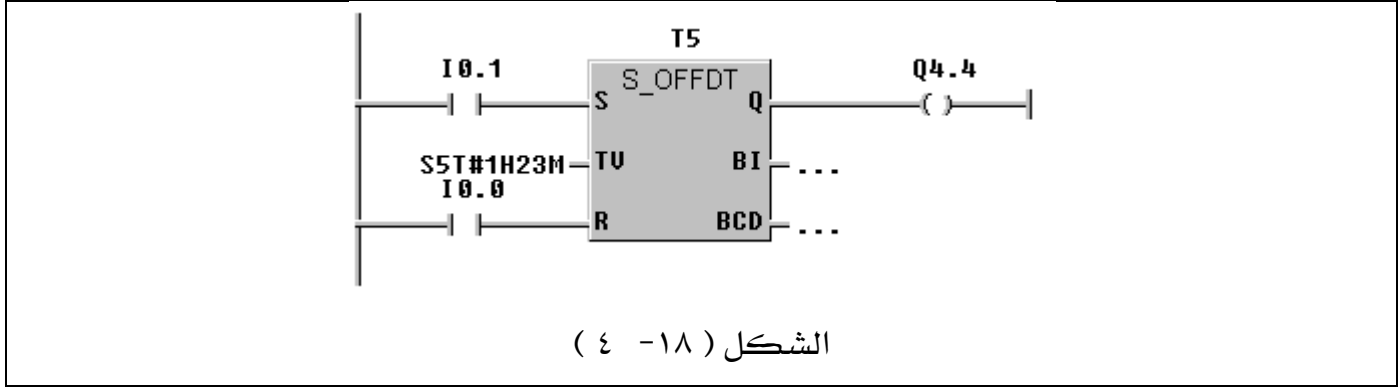 T5
I0.1 S_OFFDT Q4.4
S Q
S5T#1H23M TV BI ...
I0.0
R BCD ...
الشكل ( ١٨- ٤ )